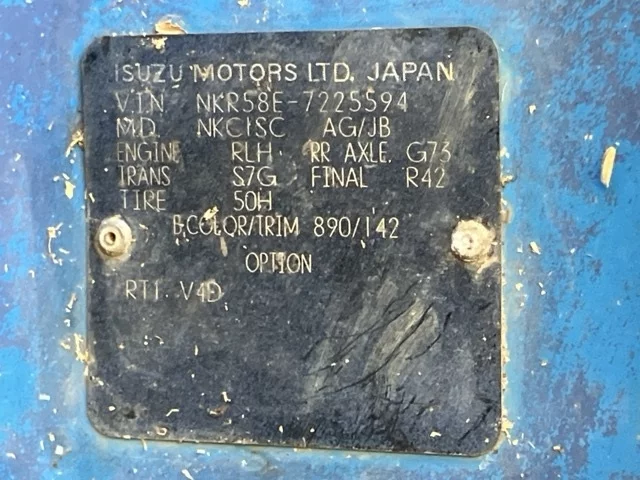 ISUZU MOTORS LTD. JAPAN
V.I.N. NKR58E-7225594
MD. NKC1SC AG/JB
ENGINE RLH RR AXLE. G73
TRANS S7G FINAL R42
TIRE 50H
B.COLOR/TRIM 890/142
OPTION
RT1 V4D